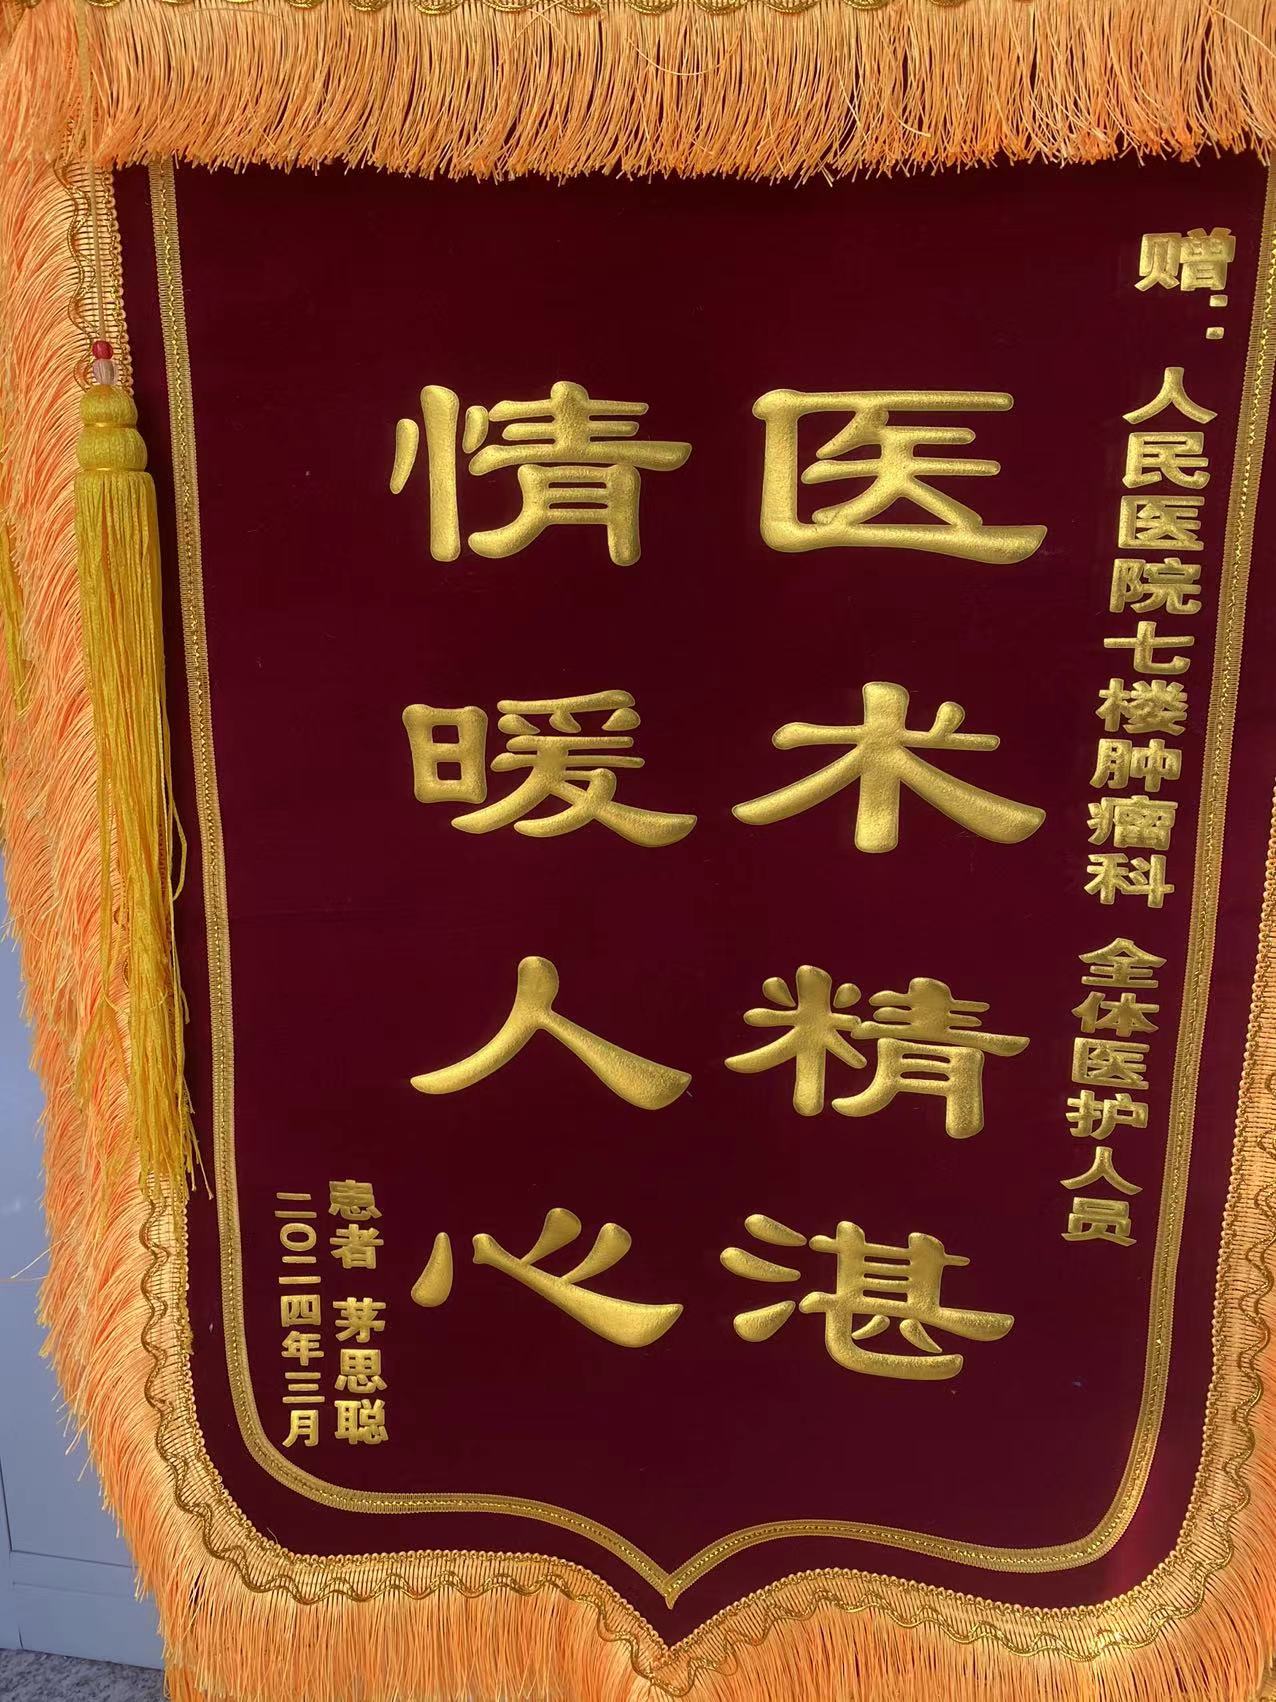 赠：人民医院七楼肿瘤科 全体医护人员
医术精湛
情暖人心
患者 茅思聪
二〇二四年三月